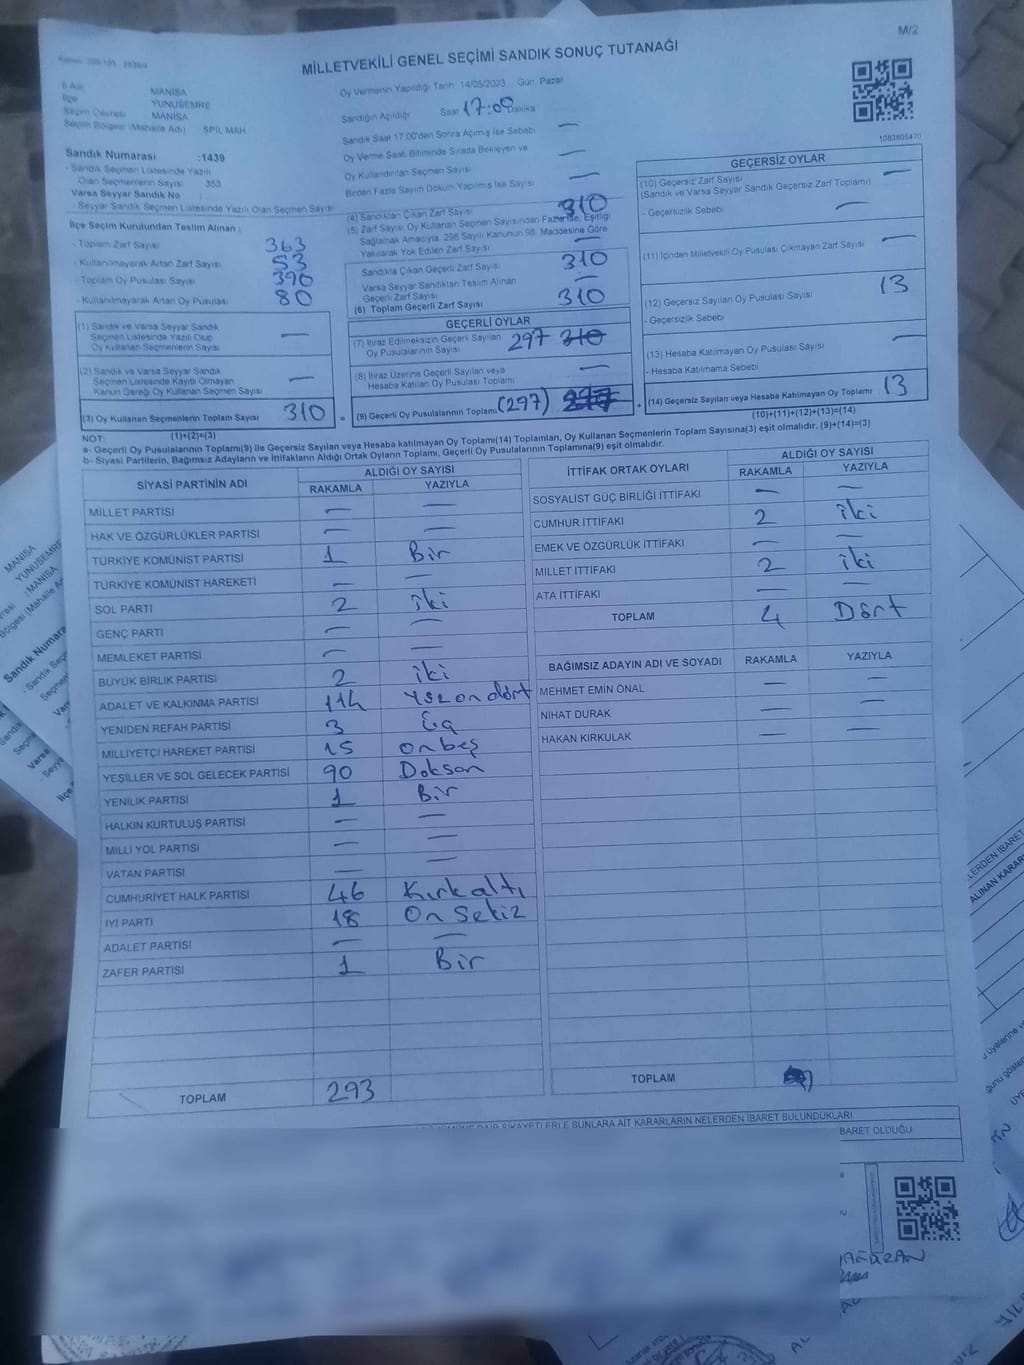 M/2
MİLLETVEKİLİ GENEL SEÇİMİ SANDIK SONUÇ TUTANAĞI
İl Adı MANİSA
İlçe YUNUSEMRE
Seçim Çevresi MANİSA
Seçim Bölgesi (Mahalle Adı) SPİL MAH
Sandık Numarası :1439
- Sandık Seçmen Listesinde Yazılı
Olan Seçmenlerin Sayısı 353
Varsa Seyyar Sandık No
- Seyyar Sandık Seçmen Listesinde Yazılı Olan Seçmen Sayısı
Oy Vermenin Yapıldığı Tarih 14/05/2023 Gün Pazar
Sandığın Açıldığı Saat 17:00 Dakika
Sandık Saat 17.00'den Sonra Açılmış İse Sebebi —
Oy Verme Saati Bitiminde Sırada Bekleyen ve
Oy Kullandırılan Seçmen Sayısı —
Birden Fazla Sayım Döküm Yapılmış İse Sayısı —
1083608470
İlçe Seçim Kurulundan Teslim Alınan :
- Toplam Zarf Sayısı 363
- Kullanılmayarak Artan Zarf Sayısı 53
- Toplam Oy Pusulası Sayısı 390
- Kullanılmayarak Artan Oy Pusulası 80
(1) Sandık ve Varsa Seyyar Sandık
Seçmen Listesinde Yazılı Olup
Oy Kullanan Seçmenlerin Sayısı —
(2) Sandık ve Varsa Seyyar Sandık
Seçmen Listesinde Kayıtlı Olmayan
Kanun Gereği Oy Kullanan Seçmen Sayısı —
(3) Oy Kullanan Seçmenlerin Toplam Sayısı 310
(1)+(2)=(3)
(4) Sandıktan Çıkan Zarf Sayısı 310
(5) Zarf Sayısı Oy Kullanan Seçmen Sayısından Fazla İse, Eşitliği
Sağlamak Amacıyla, 298 Sayılı Kanunun 98. Maddesine Göre
Yakılarak Yok Edilen Zarf Sayısı —
Sandıkta Çıkan Geçerli Zarf Sayısı 310
Varsa Seyyar Sandıktan Teslim Alınan
Geçerli Zarf Sayısı —
(6) Toplam Geçerli Zarf Sayısı 310
GEÇERLİ OYLAR
(7) İtiraz Edilmeksizin Geçerli Sayılan
Oy Pusulalarının Sayısı 297 310
(8) İtiraz Üzerine Geçerli Sayılan veya
Hesaba Katılan Oy Pusulası Toplamı —
= (9) Geçerli Oy Pusulalarının Toplamı (297) +
GEÇERSİZ OYLAR
(10) Geçersiz Zarf Sayısı —
(Sandık ve Varsa Seyyar Sandık Geçersiz Zarf Toplamı)
- Geçersizlik Sebebi —
(11) İçinden Milletvekili Oy Pusulası Çıkmayan Zarf Sayısı —
(12) Geçersiz Sayılan Oy Pusulası Sayısı 13
- Geçersizlik Sebebi
(13) Hesaba Katılmayan Oy Pusulası Sayısı —
- Hesaba Katılmama Sebebi
(14) Geçersiz Sayılan veya Hesaba Katılmayan Oy Toplamı 13
(10)+(11)+(12)+(13)=(14)
NOT:
a- Geçerli Oy Pusulalarının Toplamı(9) ile Geçersiz Sayılan veya Hesaba katılmayan Oy Toplamı(14) Toplamları, Oy Kullanan Seçmenlerin Toplam Sayısına(3) eşit olmalıdır. (9)+(14)=(3)
b- Siyasi Partilerin, Bağımsız Adayların ve İttifakların Aldığı Ortak Oyların Toplamı, Geçerli Oy Pusulalarının Toplamına(9) eşit olmalıdır.
SİYASİ PARTİNİN ADI ALDIĞI OY SAYISI
RAKAMLA YAZIYLA
MİLLET PARTİSİ — —
HAK VE ÖZGÜRLÜKLER PARTİSİ — —
TÜRKİYE KOMÜNİST PARTİSİ 1 Bir
TÜRKİYE KOMÜNİST HAREKETİ — —
SOL PARTİ 2 iki
GENÇ PARTİ — —
MEMLEKET PARTİSİ — —
BÜYÜK BİRLİK PARTİSİ 2 iki
ADALET VE KALKINMA PARTİSİ 114 Yüzondört
YENİDEN REFAH PARTİSİ 3 Üç
MİLLİYETÇİ HAREKET PARTİSİ 15 onbeş
YEŞİLLER VE SOL GELECEK PARTİSİ 90 Doksan
YENİLİK PARTİSİ 1 Bir
HALKIN KURTULUŞ PARTİSİ — —
MİLLİ YOL PARTİSİ — —
VATAN PARTİSİ — —
CUMHURİYET HALK PARTİSİ 46 Kırkaltı
İYİ PARTİ 18 On Sekiz
ADALET PARTİSİ — —
ZAFER PARTİSİ 1 Bir
TOPLAM 293
İTTİFAK ORTAK OYLARI ALDIĞI OY SAYISI
RAKAMLA YAZIYLA
SOSYALİST GÜÇ BİRLİĞİ İTTİFAKI — —
CUMHUR İTTİFAKI 2 iki
EMEK VE ÖZGÜRLÜK İTTİFAKI — —
MİLLET İTTİFAKI 2 iki
ATA İTTİFAKI — —
TOPLAM 4 Dört
BAĞIMSIZ ADAYIN ADI VE SOYADI RAKAMLA YAZIYLA
MEHMET EMİN ÖNAL — —
NİHAT DURAK — —
HAKAN KIRKULAK — —
TOPLAM
ŞİKAYETLERLE BUNLARA AİT KARARLARIN NELERDEN İBARET BULUNDUKLARI
İBARET OLDUĞU
MANİSA
YUNUSEMRE
: MANİSA
Bölgesi (Mahalle
Sandık Numara
LERDEN İBARET
ALINAN KARAR